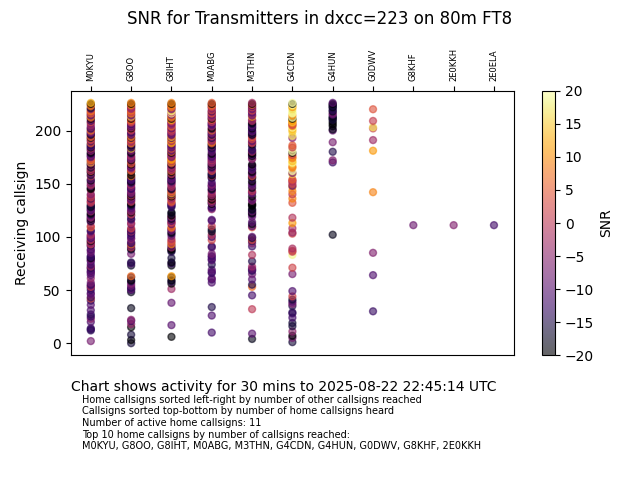 SNR for Transmitters in dxcc=223 on 80m FT8
M0KYU G8OO G8IHT M0ABG M3THN G4CDN G4HUN G0DWV G8KHF 2E0KKH 2E0ELA
Receiving callsign
200
150
100
50
0
20
15
10
5
0
−5
−10
−15
−20
SNR
Chart shows activity for 30 mins to 2025-08-22 22:45:14 UTC
Home callsigns sorted left-right by number of other callsigns reached
Callsigns sorted top-bottom by number of home callsigns heard
Number of active home callsigns: 11
Top 10 home callsigns by number of callsigns reached:
M0KYU, G8OO, G8IHT, M0ABG, M3THN, G4CDN, G4HUN, G0DWV, G8KHF, 2E0KKH